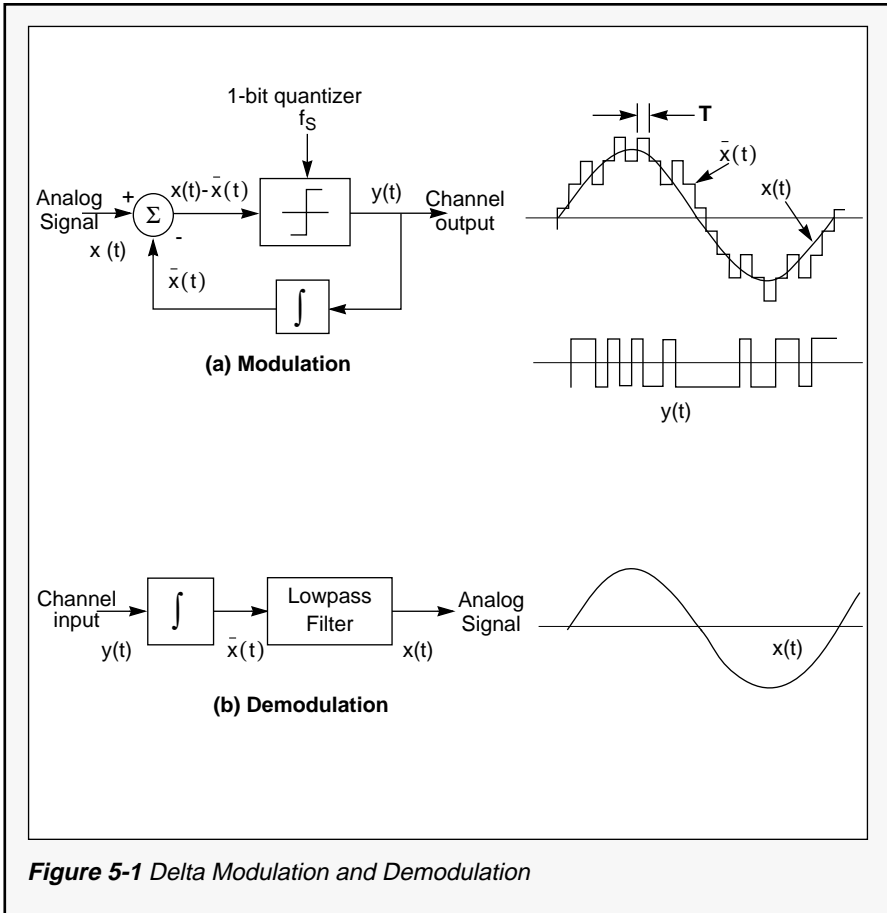 1-bit quantizer
fS
T
x̄(t)
x(t)
Analog
Signal
x (t)
+
Σ
-
x(t)-x̄(t)
y(t)
Channel
output
x̄(t)
∫
(a) Modulation
y(t)
Channel
input
y(t)
∫
x̄(t)
Lowpass
Filter
x(t)
Analog
Signal
x(t)
(b) Demodulation
Figure 5-1 Delta Modulation and Demodulation